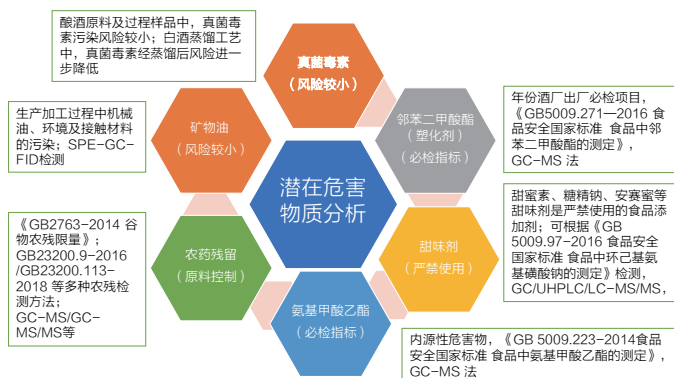 酿酒原料及过程样品中，真菌毒
素污染风险较小；白酒蒸馏工艺
中，真菌毒素经蒸馏后风险进一
步降低
真菌毒素
（风险较小）
邻苯二甲酸酯
（塑化剂）
（必检指标）
年份酒厂出厂必检项目，
《GB5009.271—2016 食
品安全国家标准 食品中邻
苯二甲酸酯的测定》，
GC-MS 法
矿物油
（风险较小）
生产加工过程中机械
油、环境及接触材料
的污染；SPE-GC-
FID检测
潜在危害
物质分析
甜味剂
（严禁使用）
甜蜜素、糖精钠、安赛蜜等
甜味剂是严禁使用的食品添
加剂；可根据《GB
5009.97-2016 食品安全
国家标准 食品中环己基氨
基磺酸钠的测定》检测，
GC/UHPLC/LC-MS/MS，
农药残留
（原料控制）
《GB2763-2014 谷
物农残限量》；
GB23200.9-2016
/GB23200.113-
2018 等多种农残检
测方法；
GC-MS/GC-
MS/MS等
氨基甲酸乙酯
（必检指标）
内源性危害物，《GB 5009.223-2014食品
安全国家标准 食品中氨基甲酸乙酯的测定》，
GC-MS 法